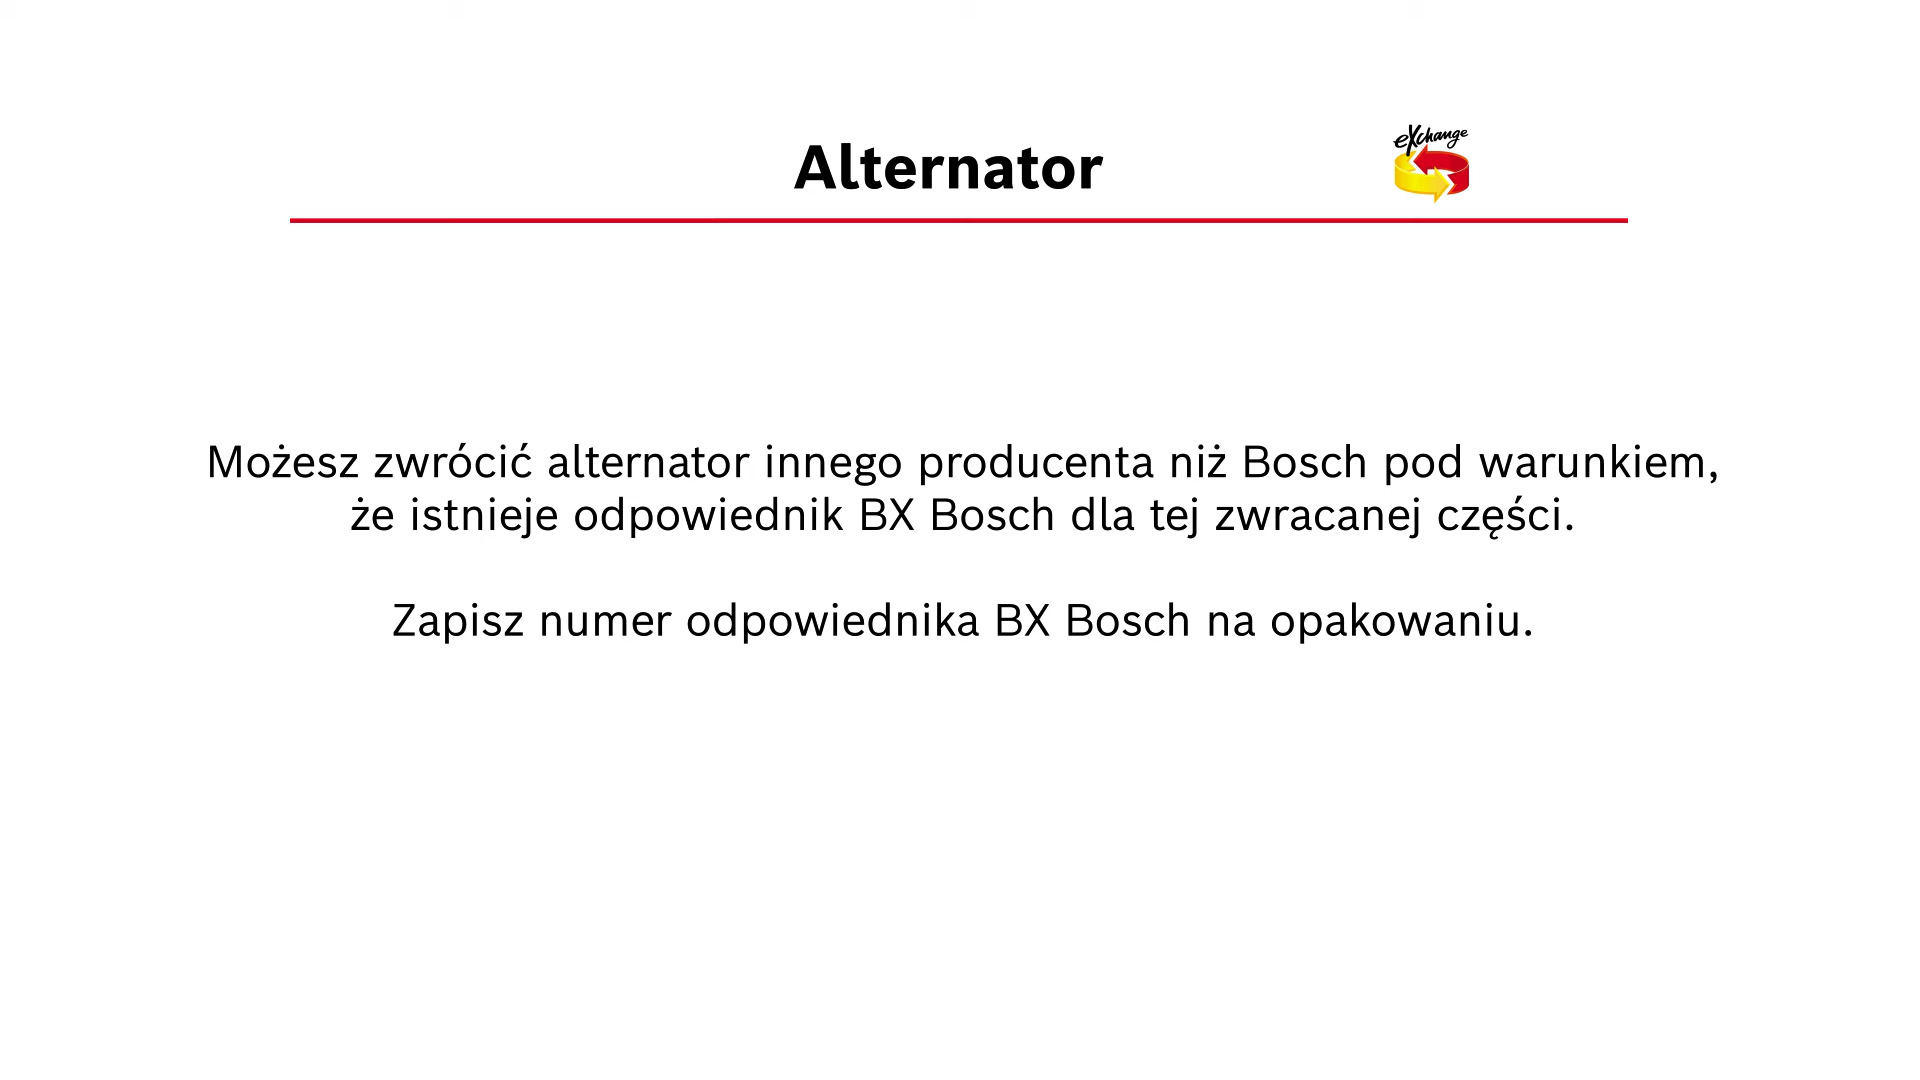 Alternator
eXchange
Możesz zwrócić alternator innego producenta niż Bosch pod warunkiem,
że istnieje odpowiednik BX Bosch dla tej zwracanej części.
Zapisz numer odpowiednika BX Bosch na opakowaniu.